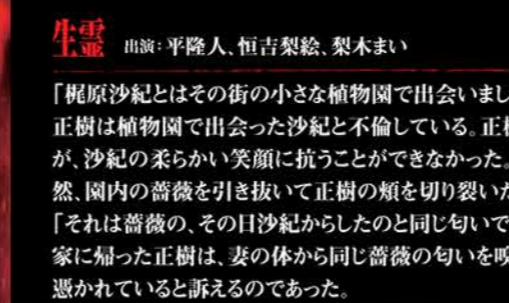 生霊 出演：平隆人、恒吉梨絵、梨木まい
「梶原沙紀とはその街の小さな植物園で出会いまし
正樹は植物園で出会った沙紀と不倫している。正
が、沙紀の柔らかい笑顔に抗うことができなかった。
然、園内の薔薇を引き抜いて正樹の頬を切り裂いた
「それは薔薇の、その日沙紀からしたのと同じ匂いで
家に帰った正樹は、妻の体から同じ薔薇の匂いを嗅
憑かれていると訴えるのであった。